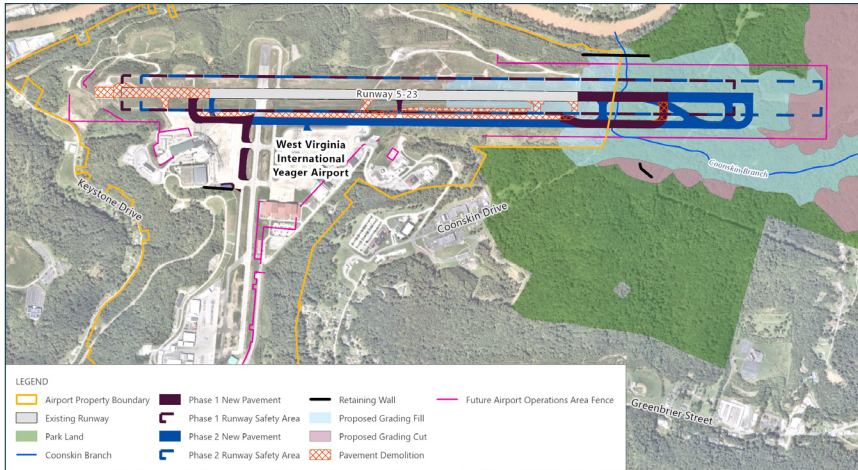 Runway 5-23
West Virginia
International
Yeager Airport
Coonskin Branch
Keystone Drive
Coonskin Drive
Greenbrier Street
LEGEND
Airport Property Boundary
Existing Runway
Park Land
Coonskin Branch
Phase 1 New Pavement
Phase 1 Runway Safety Area
Phase 2 New Pavement
Phase 2 Runway Safety Area
Retaining Wall
Proposed Grading Fill
Proposed Grading Cut
Pavement Demolition
Future Airport Operations Area Fence